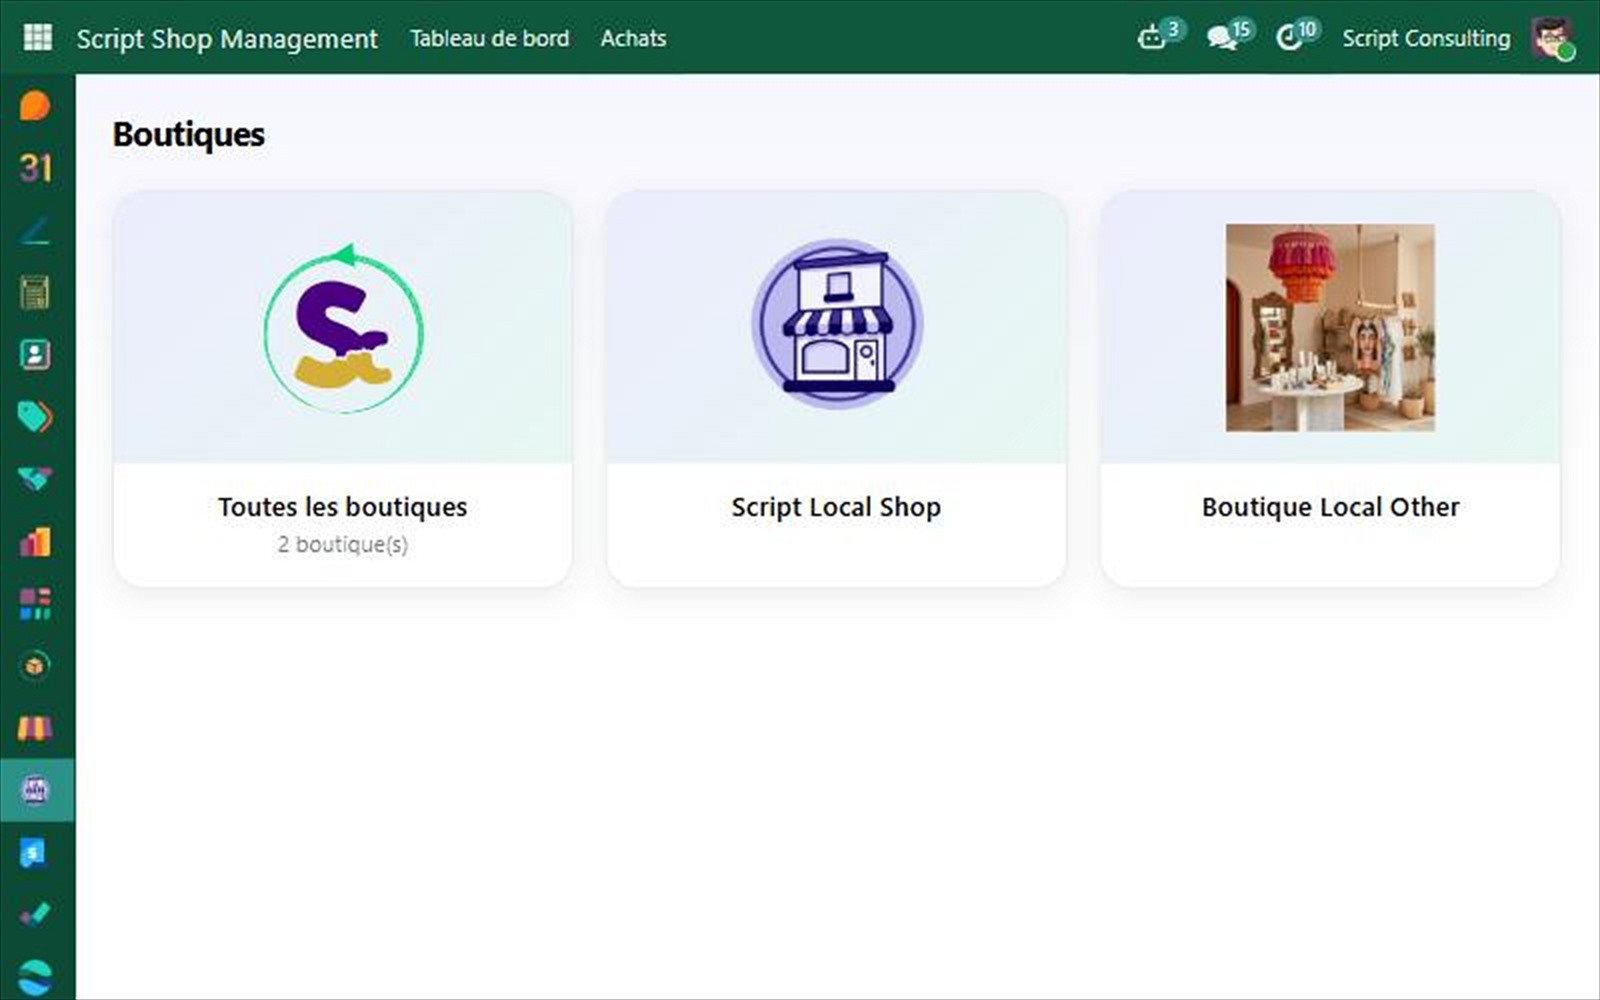 Script Shop Management Tableau de bord Achats 3 15 10 Script Consulting
31
Boutiques
Toutes les boutiques
2 boutique(s)
Script Local Shop
Boutique Local Other